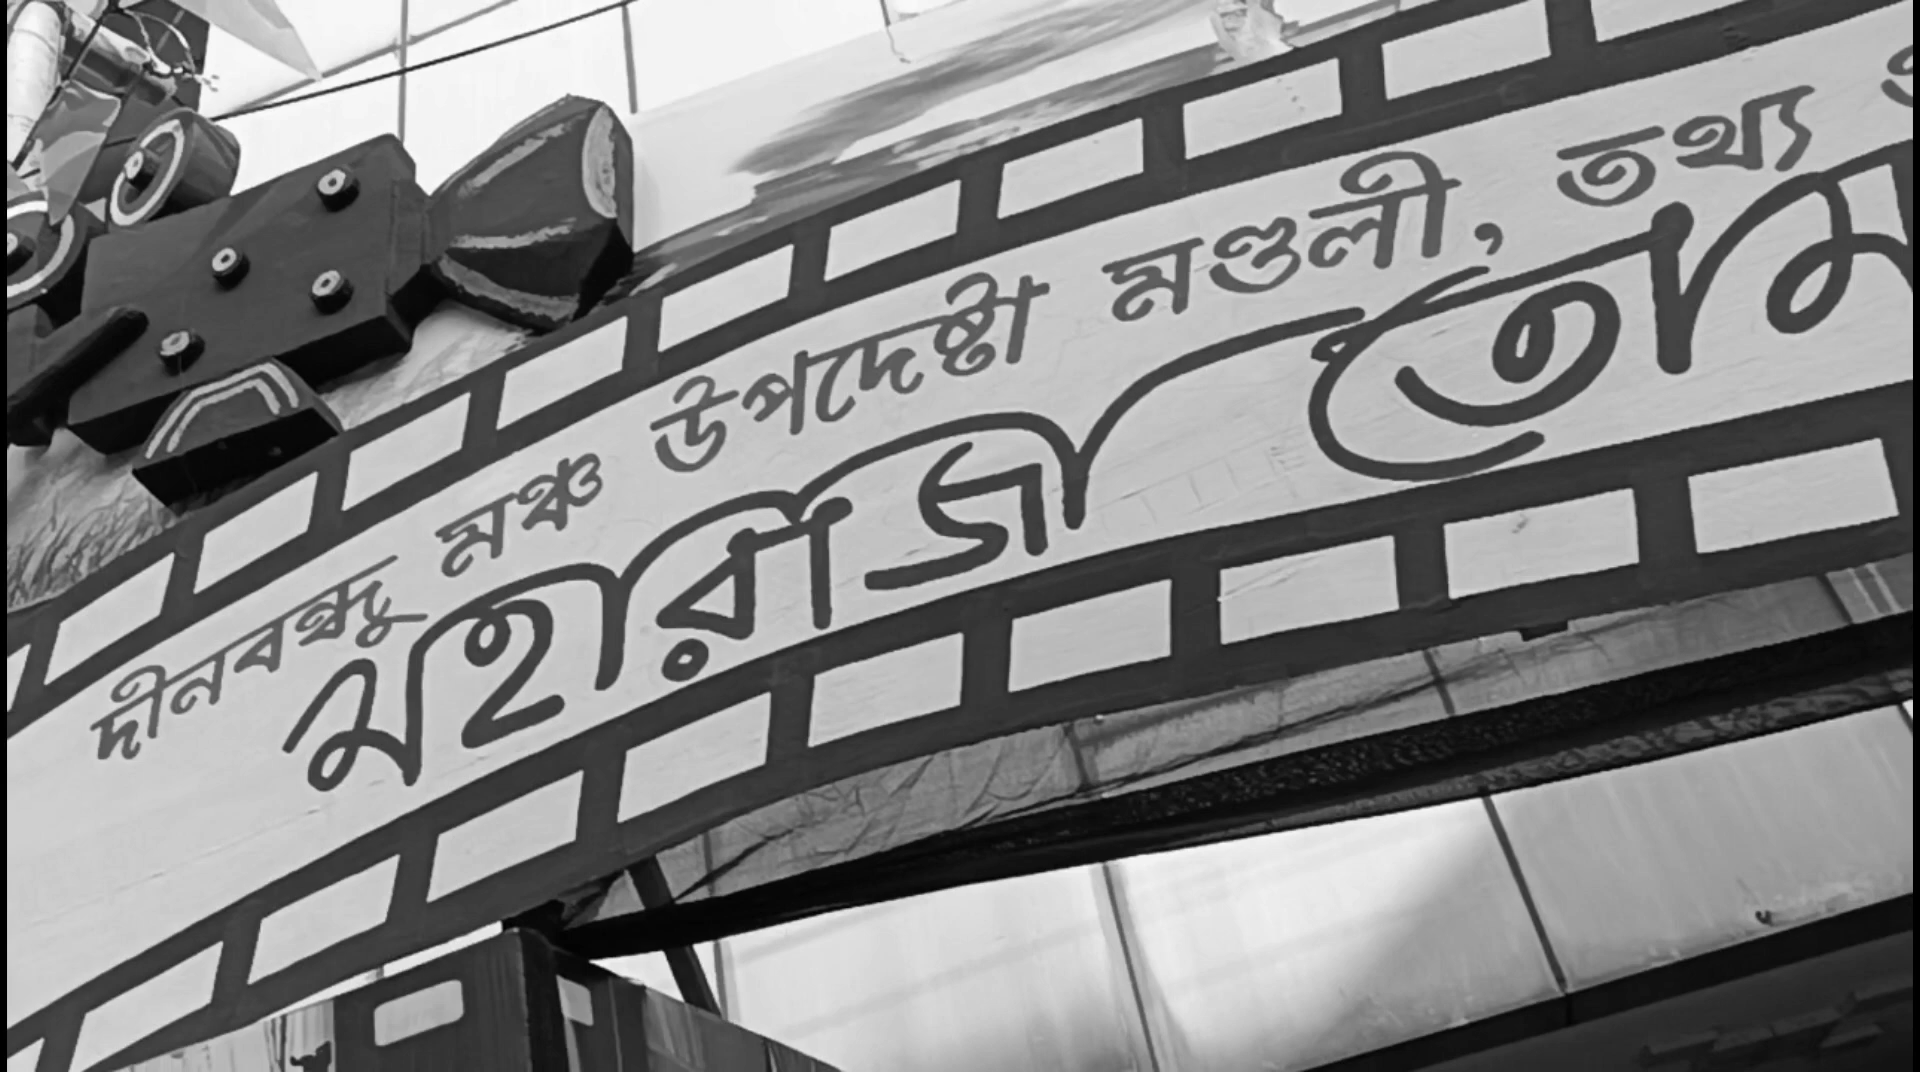 দীনবন্ধু মঞ্চ উপদেষ্টা মণ্ডলী, তথ্য
মহারাজা তোমা